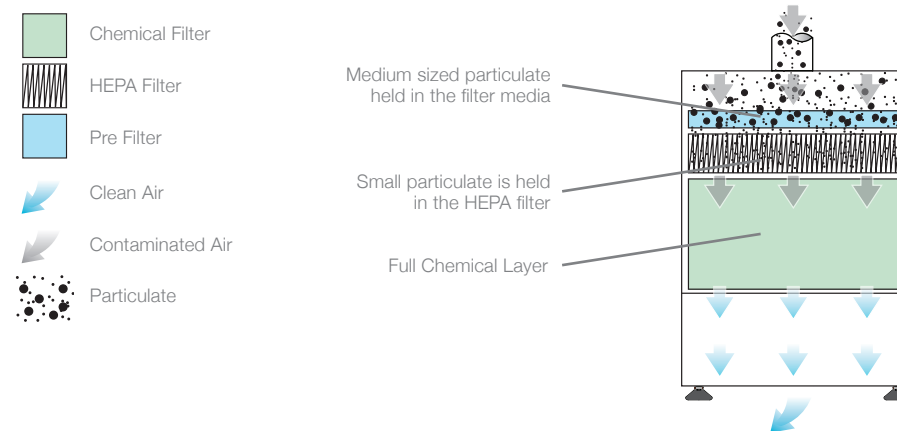 Chemical Filter
HEPA Filter
Pre Filter
Clean Air
Contaminated Air
Particulate
Medium sized particulate
held in the filter media
Small particulate is held
in the HEPA filter
Full Chemical Layer